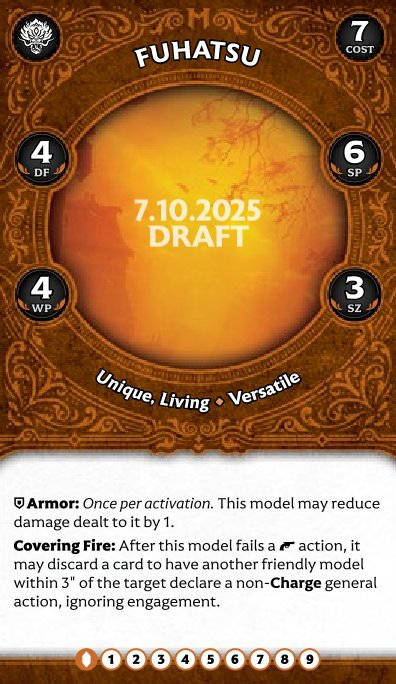 FUHATSU
7
COST
4
DF
6
SP
7.10.2025
DRAFT
4
WP
3
SZ
Unique, Living ◆ Versatile
Armor: Once per activation. This model may reduce
damage dealt to it by 1.
Covering Fire: After this model fails a action, it
may discard a card to have another friendly model
within 3" of the target declare a non-Charge general
action, ignoring engagement.
1 2 3 4 5 6 7 8 9